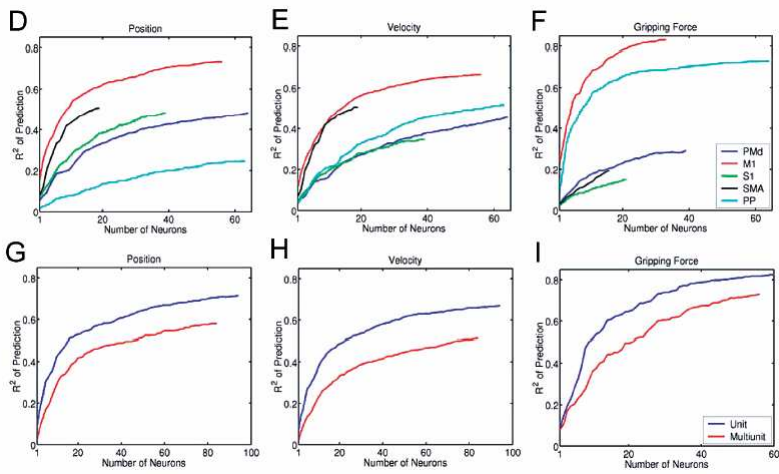 D
Position
R² of Prediction
0.8
0.6
0.4
0.2
0
1
20
40
60
Number of Neurons
E
Velocity
R² of Prediction
0.8
0.6
0.4
0.2
0
1
20
40
60
Number of Neurons
F
Gripping Force
R² of Prediction
0.8
0.6
0.4
0.2
0
1
20
40
60
Number of Neurons
PMd
M1
S1
SMA
PP
G
Position
R² of Prediction
0.8
0.6
0.4
0.2
0
1
20
40
60
80
100
Number of Neurons
H
Velocity
R² of Prediction
0.8
0.6
0.4
0.2
0
1
20
40
60
80
100
Number of Neurons
I
Gripping Force
R² of Prediction
0.8
0.6
0.4
0.2
0
1
10
20
30
40
50
60
Number of Neurons
Unit
Multiunit